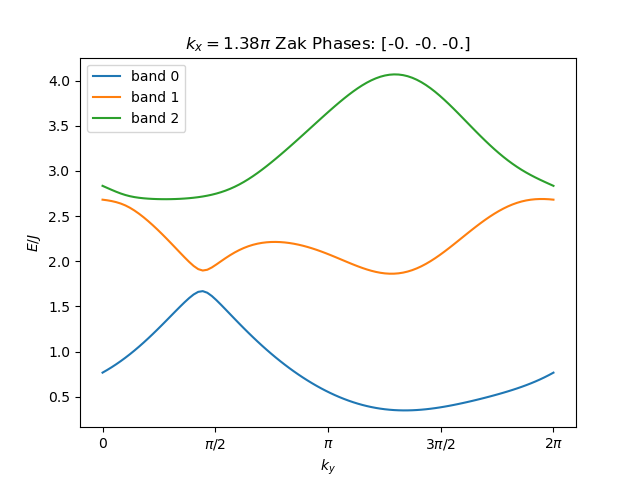 k_x = 1.38π Zak Phases: [-0. -0. -0.]
band 0
band 1
band 2
4.0
3.5
3.0
2.5
2.0
1.5
1.0
0.5
E/J
0 π/2 π 3π/2 2π
k_y